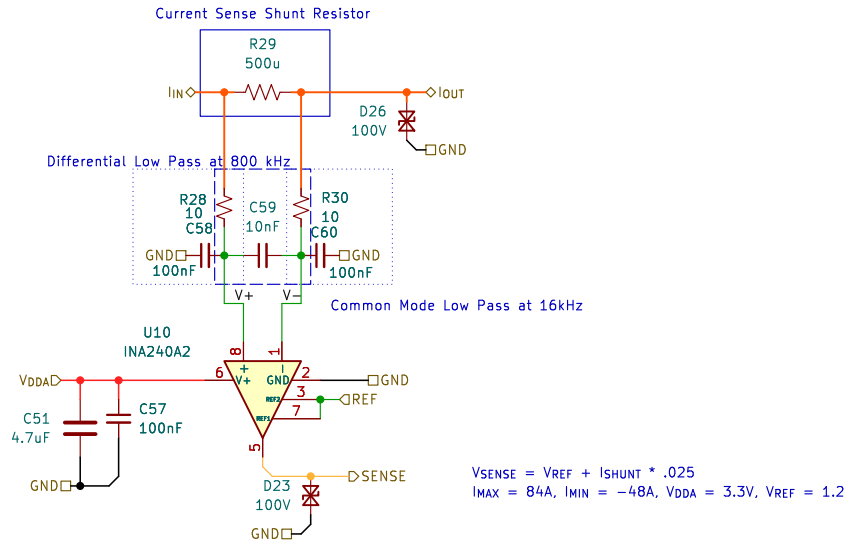 Current Sense Shunt Resistor
R29
500u
IIN
IOUT
D26
100V
GND
Differential Low Pass at 800 kHz
R28
10
C59
10nF
R30
10
C58
C60
GND
100nF
GND
100nF
V+
V-
Common Mode Low Pass at 16kHz
U10
INA240A2
8
1
+
-
VDDA
6
V+
GND
2
GND
REF2
3
REF
REF1
7
C51
4.7uF
C57
100nF
5
GND
SENSE
D23
100V
GND
VSENSE = VREF + ISHUNT * .025
IMAX = 84A, IMIN = -48A, VDDA = 3.3V, VREF = 1.2